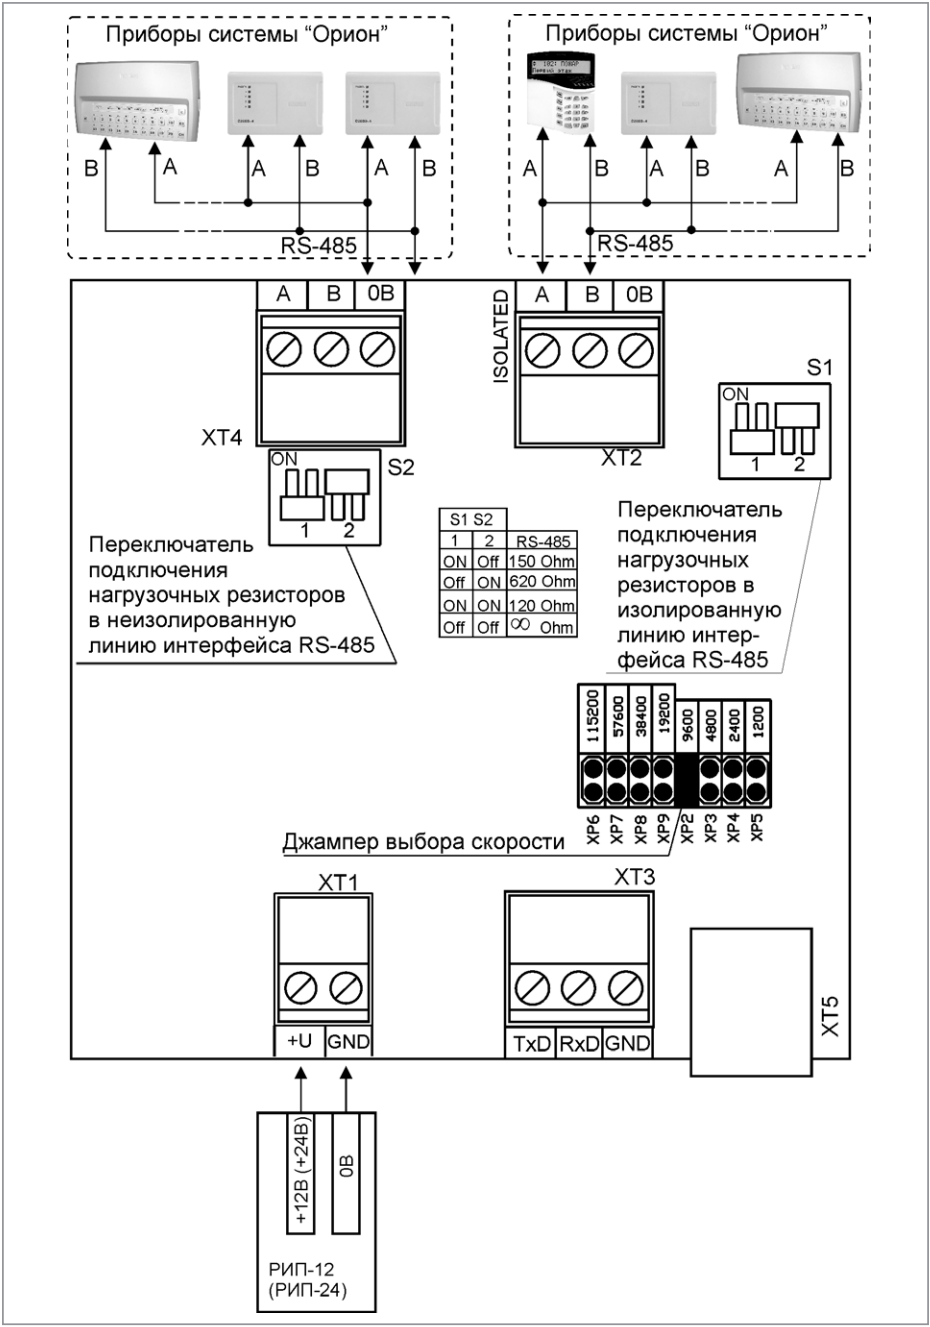 Приборы системы “Орион”
Приборы системы “Орион”
102: ПОЖАР
B
A
A
B
A
B
RS-485
A
B
A
B
A
B
RS-485
A
B
0В
ISOLATED
A
B
0В
XT4
XT2
S1
ON
1
2
ON
S2
1
2
Переключатель
подключения
нагрузочных резисторов
в неизолированную
линию интерфейса RS-485
S1 S2
1 2 RS-485
ON Off 150 Ohm
Off ON 620 Ohm
ON ON 120 Ohm
Off Off ∞ Ohm
Переключатель
подключения
нагрузочных
резисторов в
изолированную
линию интер-
фейса RS-485
115200
57600
38400
19200
9600
4800
2400
1200
XP6
XP7
XP8
XP9
XP2
XP3
XP4
XP5
Джампер выбора скорости
XT1
XT3
XT5
+U
GND
TxD
RxD
GND
+12В (+24В)
0В
РИП-12
(РИП-24)